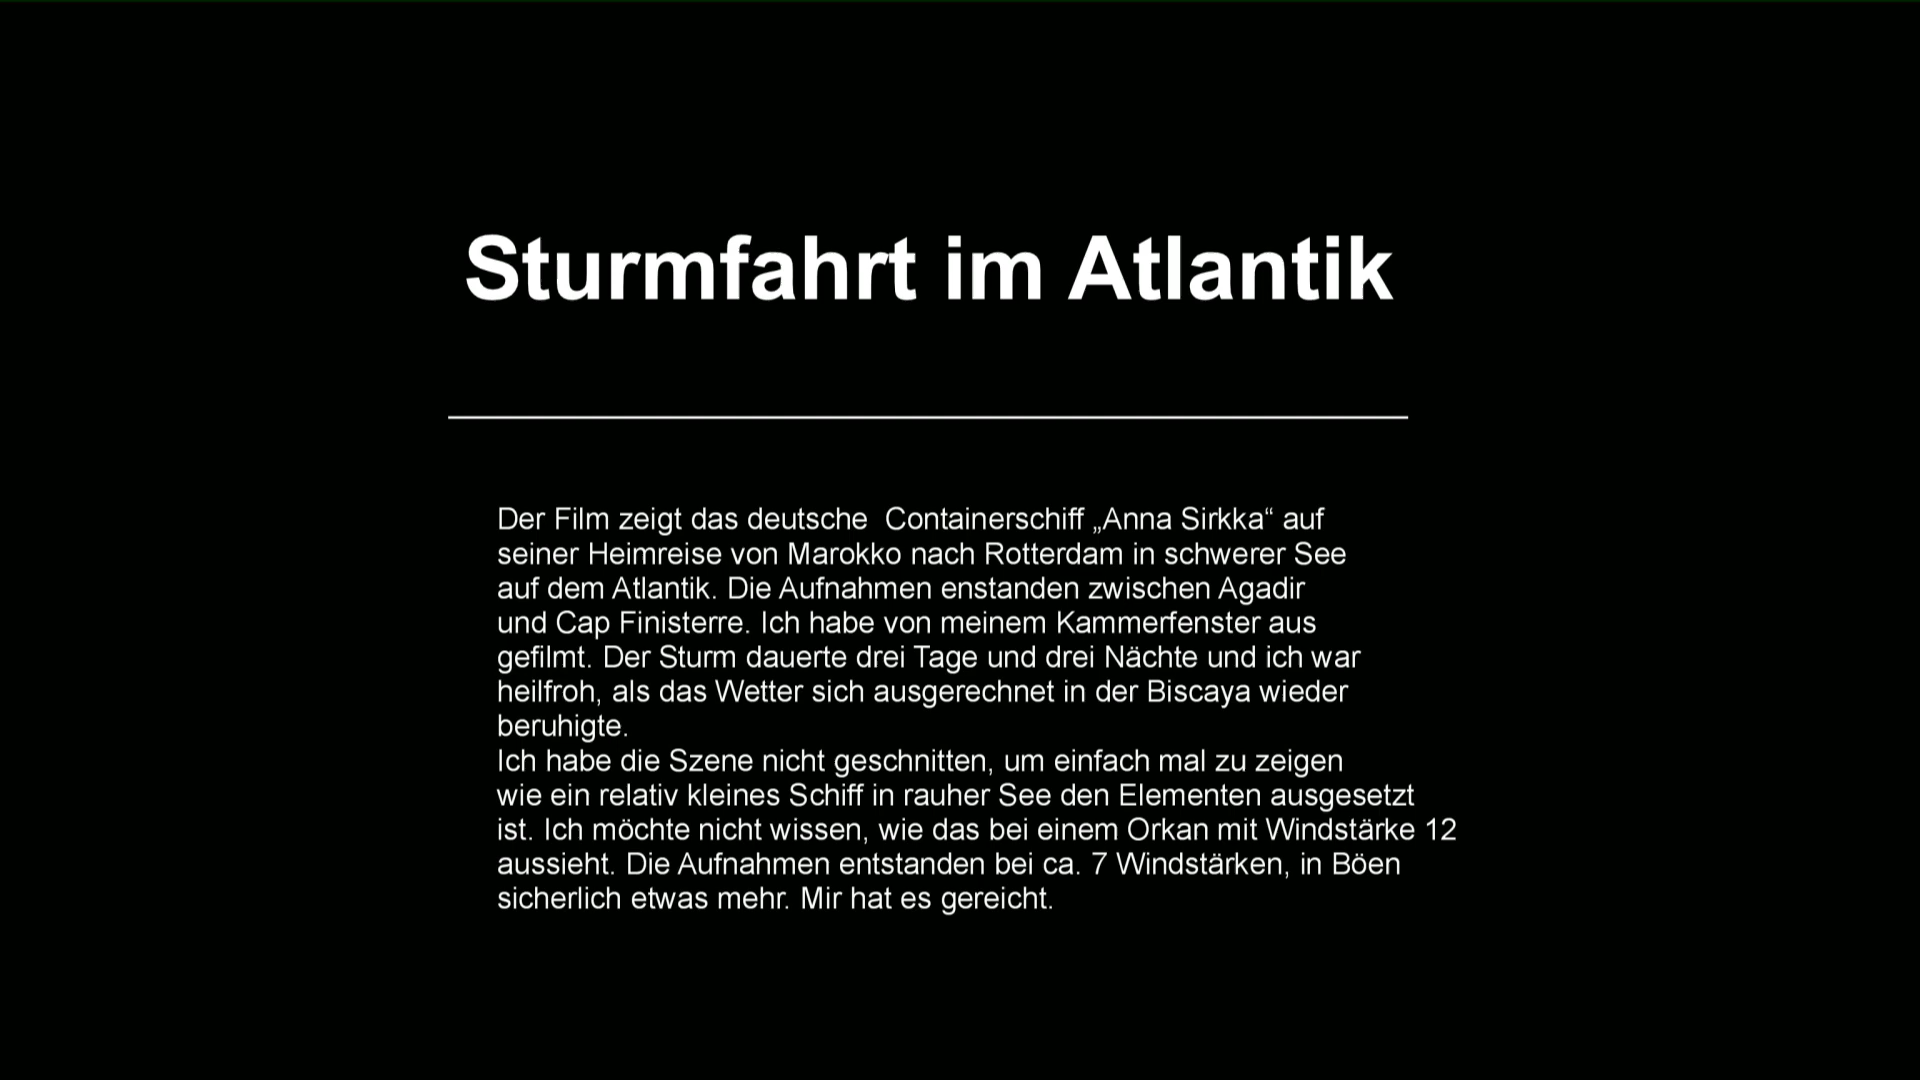 Sturmfahrt im Atlantik
Der Film zeigt das deutsche  Containerschiff „Anna Sirkka“ auf
seiner Heimreise von Marokko nach Rotterdam in schwerer See
auf dem Atlantik. Die Aufnahmen enstanden zwischen Agadir
und Cap Finisterre. Ich habe von meinem Kammerfenster aus
gefilmt. Der Sturm dauerte drei Tage und drei Nächte und ich war
heilfroh, als das Wetter sich ausgerechnet in der Biscaya wieder
beruhigte.
Ich habe die Szene nicht geschnitten, um einfach mal zu zeigen
wie ein relativ kleines Schiff in rauher See den Elementen ausgesetzt
ist. Ich möchte nicht wissen, wie das bei einem Orkan mit Windstärke 12
aussieht. Die Aufnahmen entstanden bei ca. 7 Windstärken, in Böen
sicherlich etwas mehr. Mir hat es gereicht.